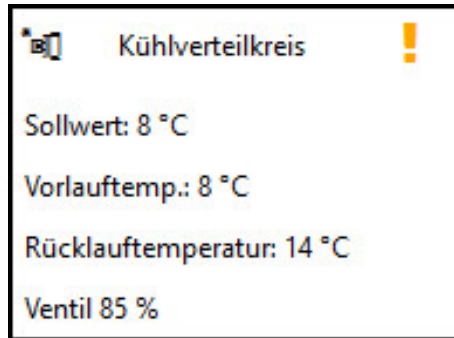 Kühlverteilkreis !
Sollwert: 8 °C
Vorlauftemp.: 8 °C
Rücklauftemperatur: 14 °C
Ventil 85 %